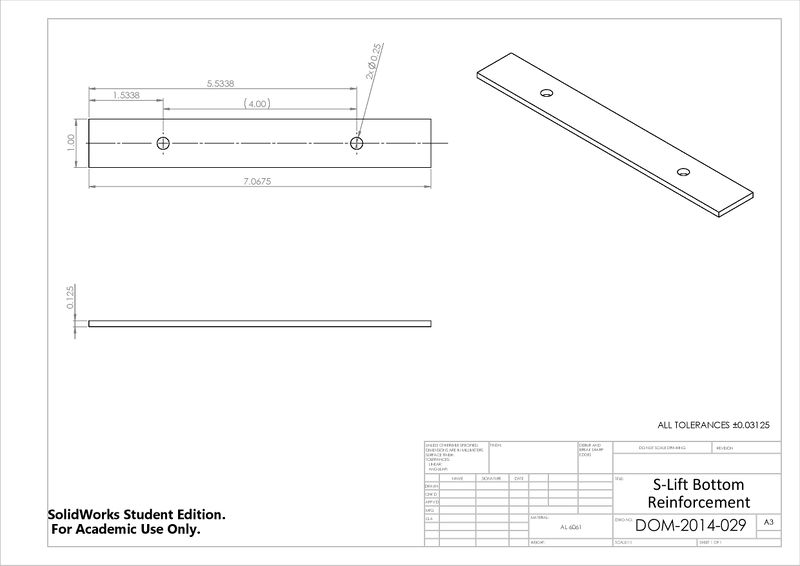 5.5338
1.5338
(4.00)
2x Ø 0.25
1.00
7.0675
0.125
ALL TOLERANCES ±0.03125
UNLESS OTHERWISE SPECIFIED:
DIMENSIONS ARE IN MILLIMETERS
SURFACE FINISH:
TOLERANCES:
LINEAR:
ANGULAR:
FINISH:
DEBUR AND
BREAK SHARP
EDGES
DO NOT SCALE DRAWING
REVISION
NAME
SIGNATURE
DATE
TITLE:
DRAWN
CHK'D
APPV'D
MFG
Q.A
S-Lift Bottom
Reinforcement
MATERIAL:
AL 6061
DWG NO.
DOM-2014-029
A3
WEIGHT:
SCALE:1:1
SHEET 1 OF 1
SolidWorks Student Edition.
For Academic Use Only.